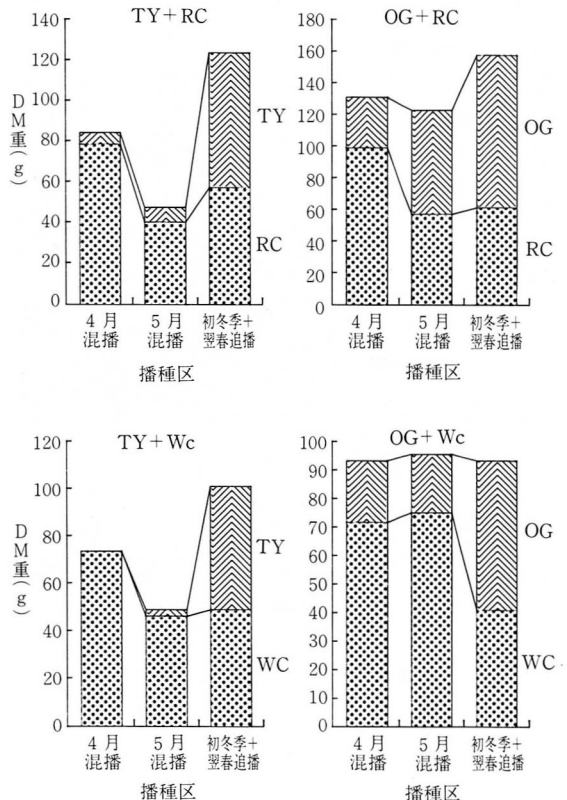 TY+RC
DM重(g)
140
120
100
80
60
40
20
0
TY
RC
4月
混播
5月
混播
初冬季+
翌春追播
播種区
OG+RC
180
160
140
120
100
80
60
40
20
0
OG
RC
4月
混播
5月
混播
初冬季+
翌春追播
播種区
TY+Wc
DM重(g)
120
100
80
60
40
20
0
TY
WC
4月
混播
5月
混播
初冬季+
翌春追播
播種区
OG+Wc
100
90
80
70
60
50
40
30
20
10
0
OG
WC
4月
混播
5月
混播
初冬季+
翌春追播
播種区